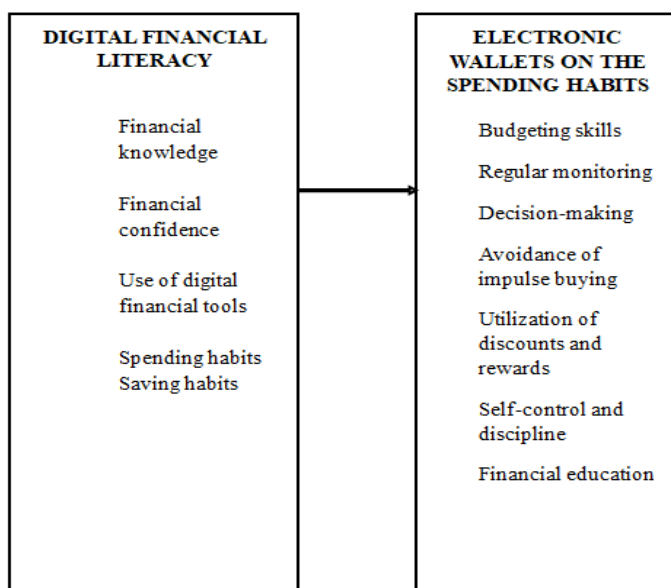 DIGITAL FINANCIAL
LITERACY
Financial
knowledge
Financial
confidence
Use of digital
financial tools
Spending habits
Saving habits
ELECTRONIC
WALLETS ON THE
SPENDING HABITS
Budgeting skills
Regular monitoring
Decision-making
Avoidance of
impulse buying
Utilization of
discounts and
rewards
Self-control and
discipline
Financial education